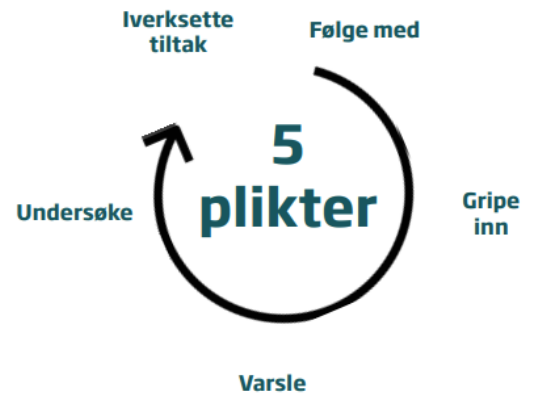 Iverksette
tiltak
Følge med
5
plikter
Undersøke
Gripe
inn
Varsle